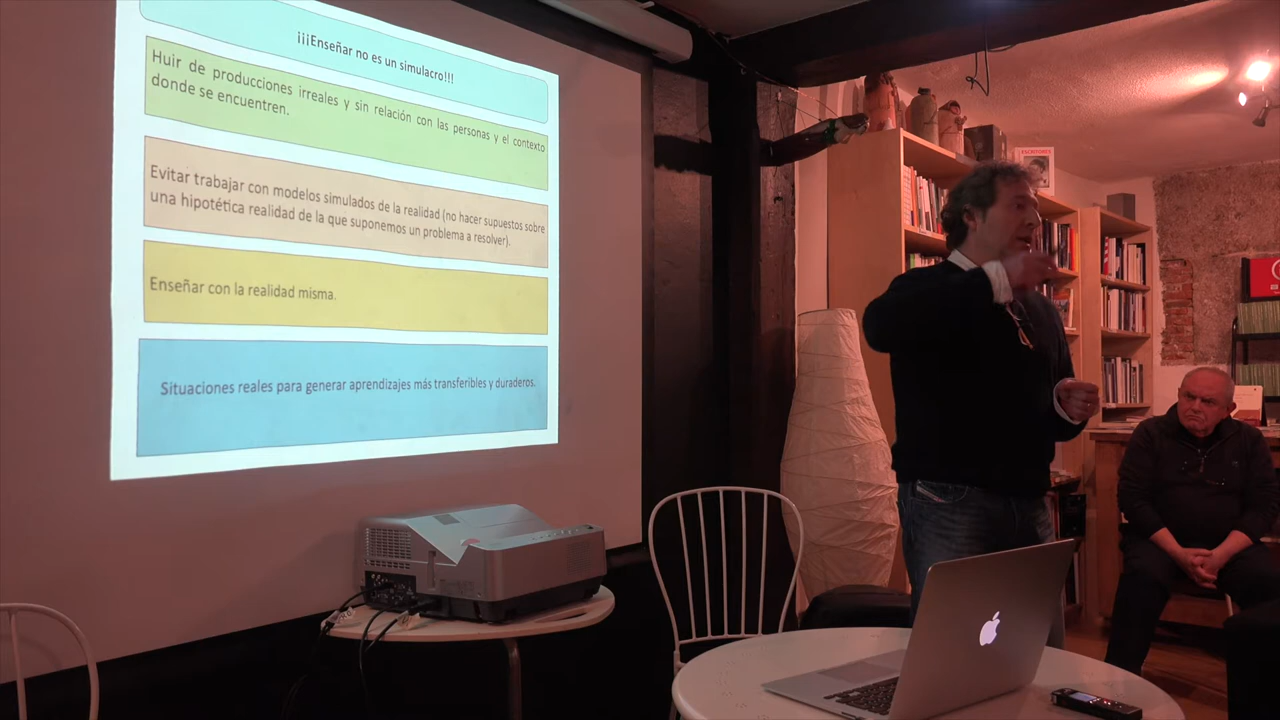 ¡¡¡Enseñar no es un simulacro!!!
Huir de producciones irreales y sin relación con las personas y el contexto
donde se encuentren.
Evitar trabajar con modelos simulados de la realidad (no hacer supuestos sobre
una hipotética realidad de la que suponemos un problema a resolver).
Enseñar con la realidad misma.
Situaciones reales para generar aprendizajes más transferibles y duraderos.